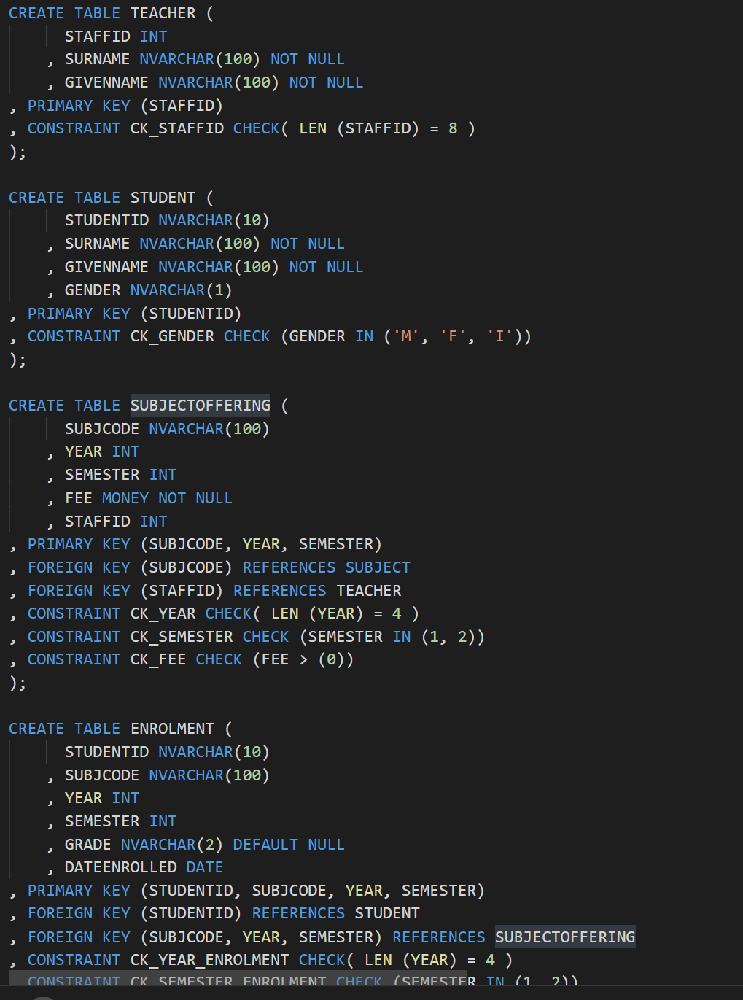 CREATE TABLE TEACHER (
STAFFID INT
, SURNAME NVARCHAR(100) NOT NULL
, GIVENNAME NVARCHAR(100) NOT NULL
, PRIMARY KEY (STAFFID)
, CONSTRAINT CK_STAFFID CHECK( LEN (STAFFID) = 8 )
);
CREATE TABLE STUDENT (
STUDENTID NVARCHAR(10)
, SURNAME NVARCHAR(100) NOT NULL
, GIVENNAME NVARCHAR(100) NOT NULL
, GENDER NVARCHAR(1)
, PRIMARY KEY (STUDENTID)
, CONSTRAINT CK_GENDER CHECK (GENDER IN ('M', 'F', 'I'))
);
CREATE TABLE SUBJECTOFFERING (
SUBJCODE NVARCHAR(100)
, YEAR INT
, SEMESTER INT
, FEE MONEY NOT NULL
, STAFFID INT
, PRIMARY KEY (SUBJCODE, YEAR, SEMESTER)
, FOREIGN KEY (SUBJCODE) REFERENCES SUBJECT
, FOREIGN KEY (STAFFID) REFERENCES TEACHER
, CONSTRAINT CK_YEAR CHECK( LEN (YEAR) = 4 )
, CONSTRAINT CK_SEMESTER CHECK (SEMESTER IN (1, 2))
, CONSTRAINT CK_FEE CHECK (FEE > (0))
);
CREATE TABLE ENROLMENT (
STUDENTID NVARCHAR(10)
, SUBJCODE NVARCHAR(100)
, YEAR INT
, SEMESTER INT
, GRADE NVARCHAR(2) DEFAULT NULL
, DATEENROLLED DATE
, PRIMARY KEY (STUDENTID, SUBJCODE, YEAR, SEMESTER)
, FOREIGN KEY (STUDENTID) REFERENCES STUDENT
, FOREIGN KEY (SUBJCODE, YEAR, SEMESTER) REFERENCES SUBJECTOFFERING
, CONSTRAINT CK_YEAR_ENROLMENT CHECK( LEN (YEAR) = 4 )
CONSTRAINT CK_SEMESTER_ENROLMENT CHECK (SEMESTER IN (1, 2))